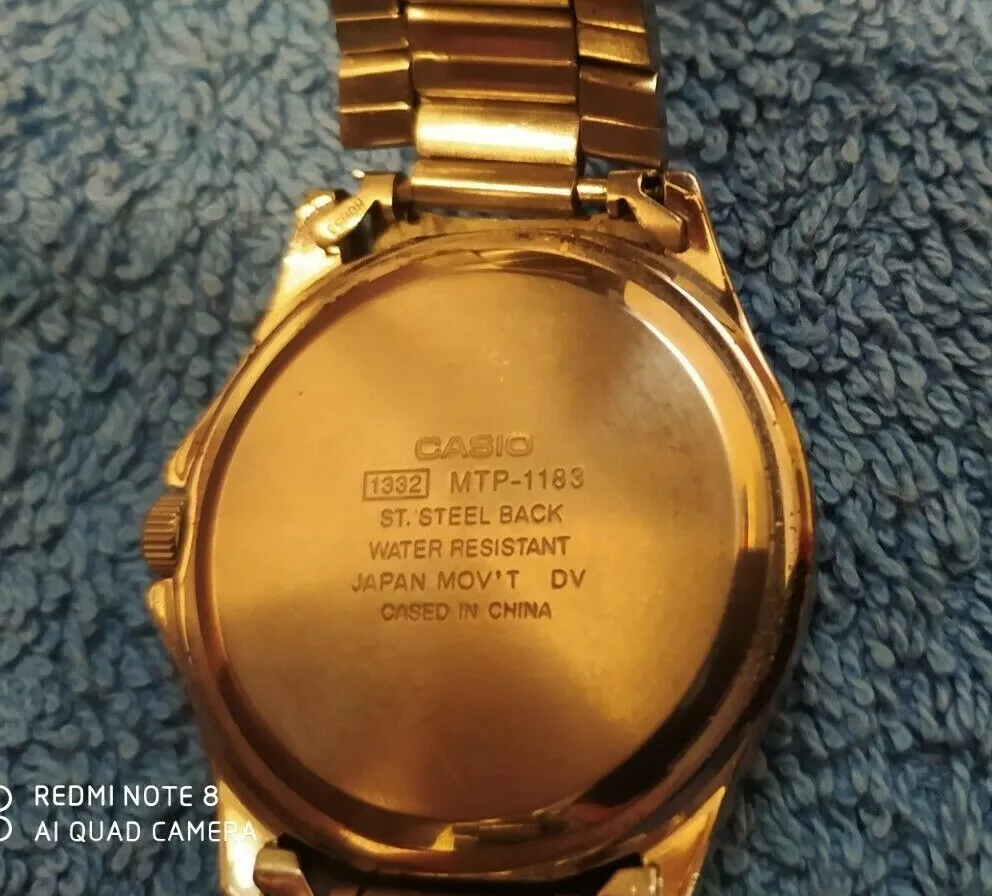 CASIO
1332 MTP-1183
ST. STEEL BACK
WATER RESISTANT
JAPAN MOV'T DV
CASED IN CHINA
REDMI NOTE 8
AI QUAD CAMERA